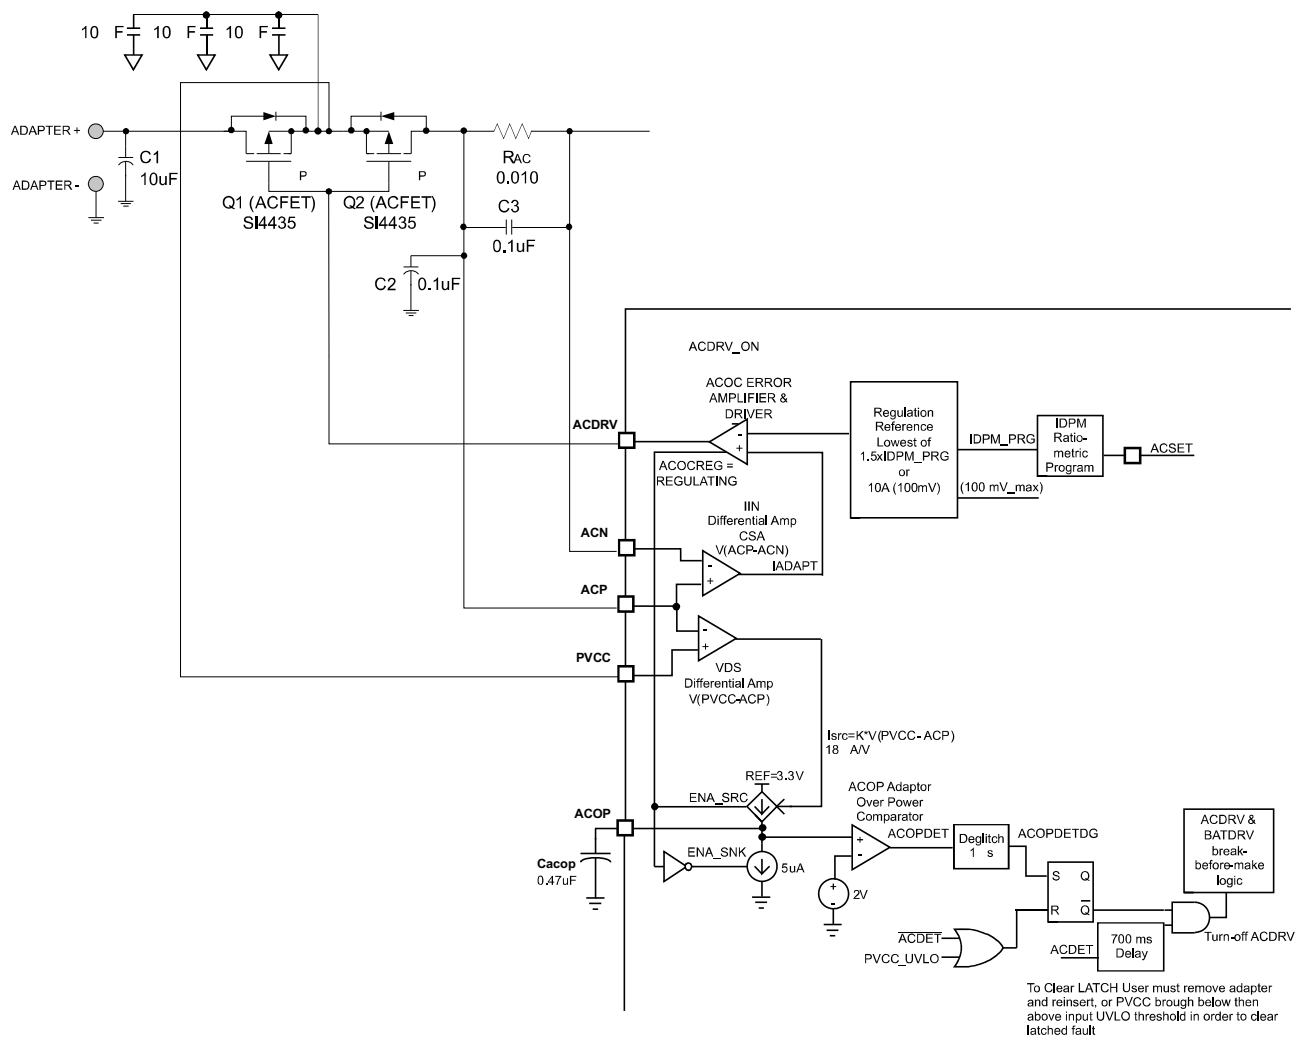 10 F 10 F 10 F
ADAPTER +
C1
10uF
ADAPTER -
P
P
Q1 (ACFET)
SI4435
Q2 (ACFET)
SI4435
RAC
0.010
C3
0.1uF
C2
0.1uF
ACDRV_ON
ACOC ERROR
AMPLIFIER &
DRIVER
ACDRV
-
+
ACOCREG =
REGULATING
Regulation
Reference
Lowest of
1.5xIDPM_PRG
or
10A (100mV)
IDPM_PRG
(100 mV_max)
IDPM
Ratio-
metric
Program
ACSET
IIN
Differential Amp
CSA
V(ACP-ACN)
ACN
-
+
IADAPT
ACP
-
+
PVCC
VDS
Differential Amp
V(PVCC-ACP)
Isrc=K*V(PVCC- ACP)
18 A/V
REF=3.3V
ENA_SRC
ACOP
Cacop
0.47uF
ENA_SNK
5uA
ACOP Adaptor
Over Power
Comparator
+
-
ACOPDET
Deglitch
1 s
ACOPDETDG
+
-
2V
S Q
R Q
ACDRV &
BATDRV
break-
before-make
logic
Turn-off ACDRV
ACDET
PVCC_UVLO
ACDET
700 ms
Delay
To Clear LATCH User must remove adapter
and reinsert, or PVCC brough below then
above input UVLO threshold in order to clear
latched fault